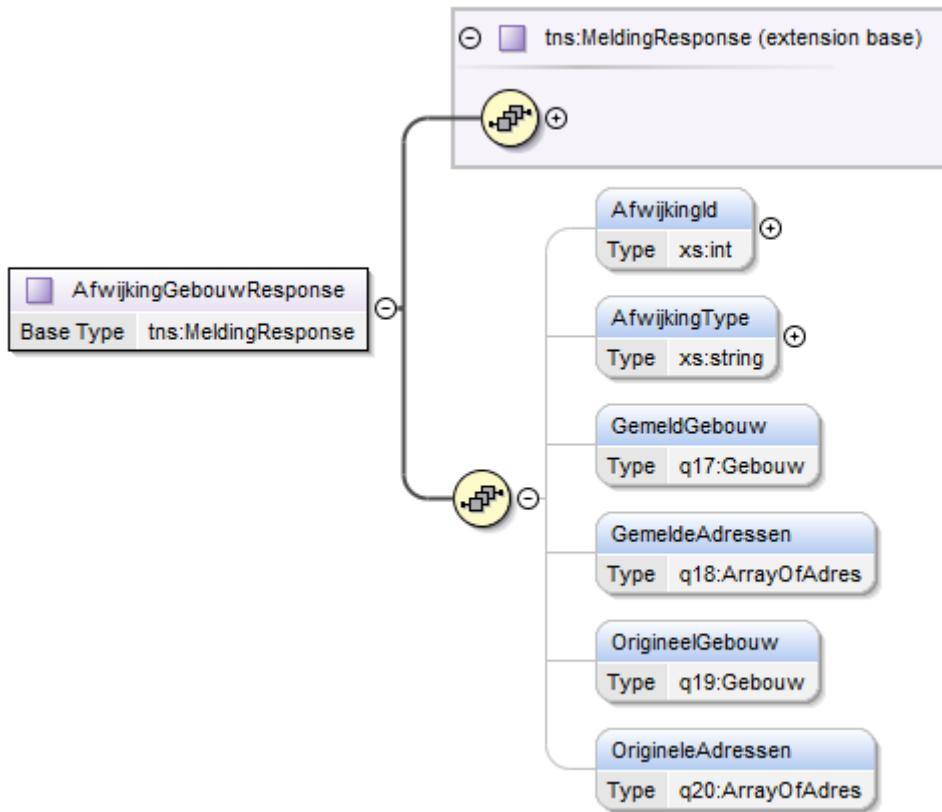 tns:MeldingResponse (extension base)
AfwijkingId
Type xs:int
AfwijkingGebouwResponse
Base Type tns:MeldingResponse
AfwijkingType
Type xs:string
GemeldGebouw
Type q17:Gebouw
GemeldeAdressen
Type q18:ArrayOfAdres
OrigineelGebouw
Type q19:Gebouw
OrigineleAdressen
Type q20:ArrayOfAdres